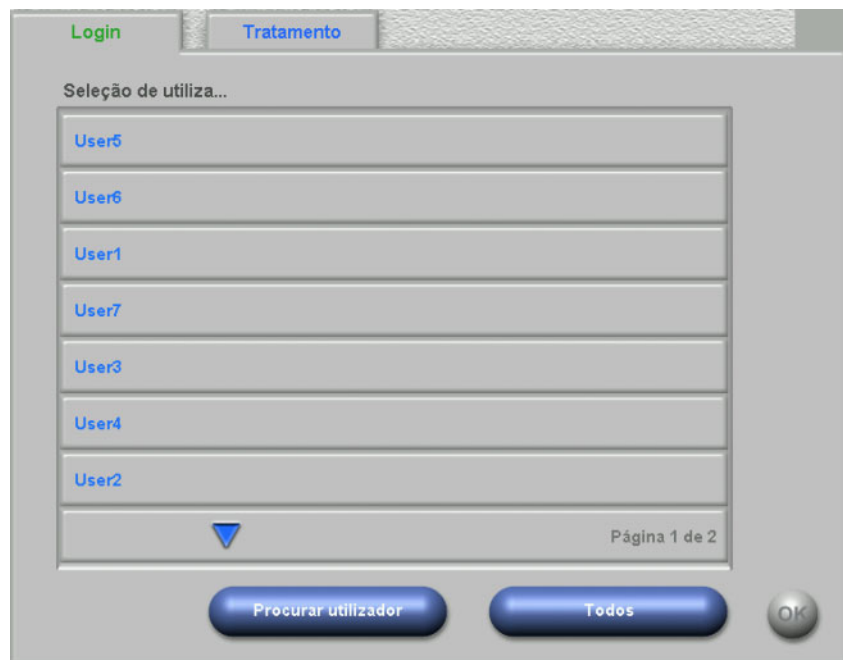 Login
Tratamento
Seleção de utiliza...
User5
User6
User1
User7
User3
User4
User2
Página 1 de 2
Procurar utilizador
Todos
OK